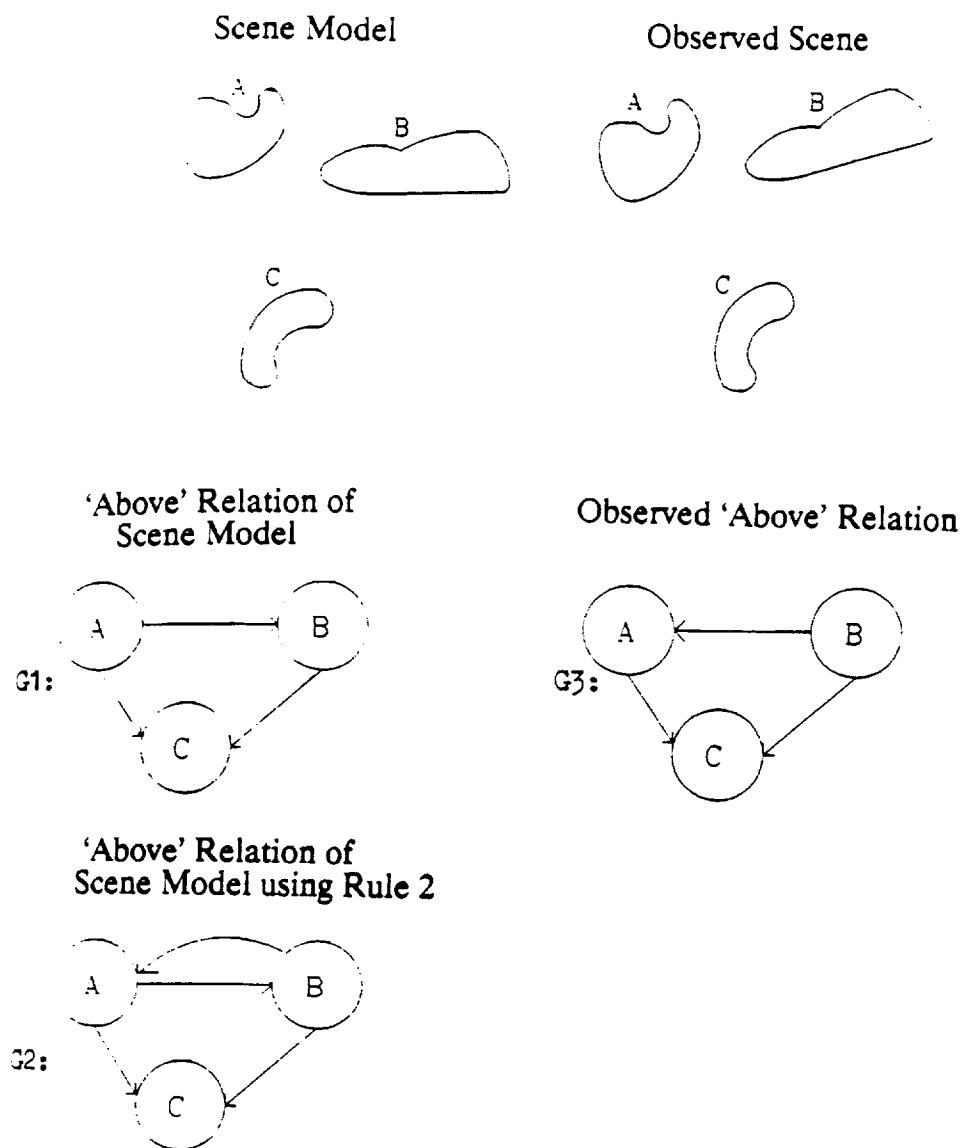 Scene Model
Observed Scene
A
B
A
B
C
C
'Above' Relation of
Scene Model
Observed 'Above' Relation
A
B
G1:
C
A
B
G3:
C
'Above' Relation of
Scene Model using Rule 2
A
B
G2:
C